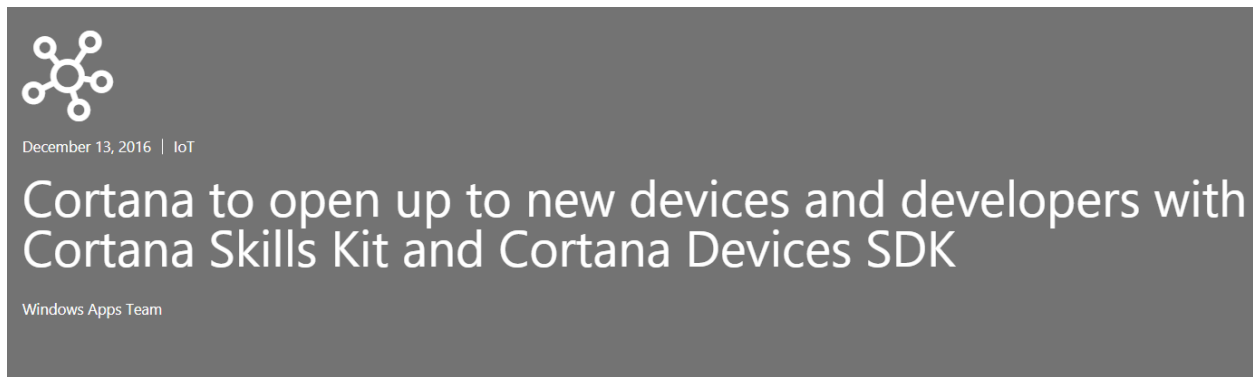 December 13, 2016 | IoT
Cortana to open up to new devices and developers with
Cortana Skills Kit and Cortana Devices SDK
Windows Apps Team